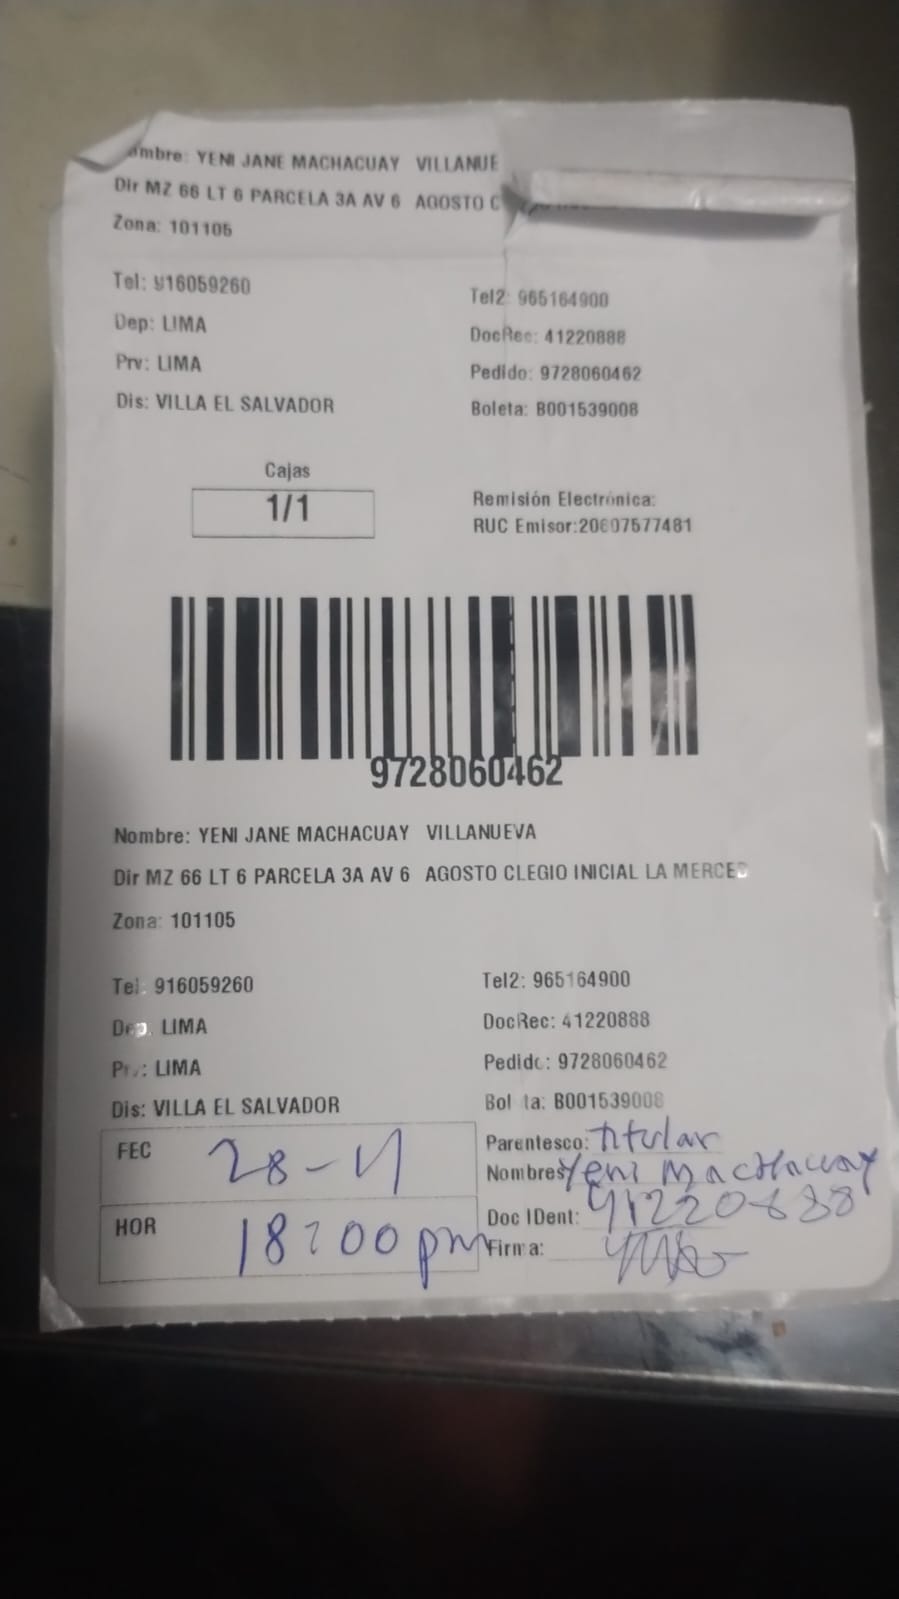 ombre: YENI JANE MACHACUAY VILLANUE
Dir MZ 66 LT 6 PARCELA 3A AV 6 AGOSTO C
Zona: 101105
Tel: 916059260
Tel2: 965164900
Dep: LIMA
DocRec: 41220888
Prv: LIMA
Pedido: 9728060462
Dis: VILLA EL SALVADOR
Boleta: B001539008
Cajas
1/1
Remisión Electrónica:
RUC Emisor:20607577481
9728060462
Nombre: YENI JANE MACHACUAY VILLANUEVA
Dir MZ 66 LT 6 PARCELA 3A AV 6 AGOSTO CLEGIO INICIAL LA MERCED
Zona: 101105
Tel: 916059260
Tel2: 965164900
Dep. LIMA
DocRec: 41220888
Prv: LIMA
Pedido: 9728060462
Dis: VILLA EL SALVADOR
Bol ta: B001539008
FEC 28-11
Parentesco: Titular
Nombres Yeni Machacuay
HOR 18:00 pm
Doc IDent: 41220888
Firma: